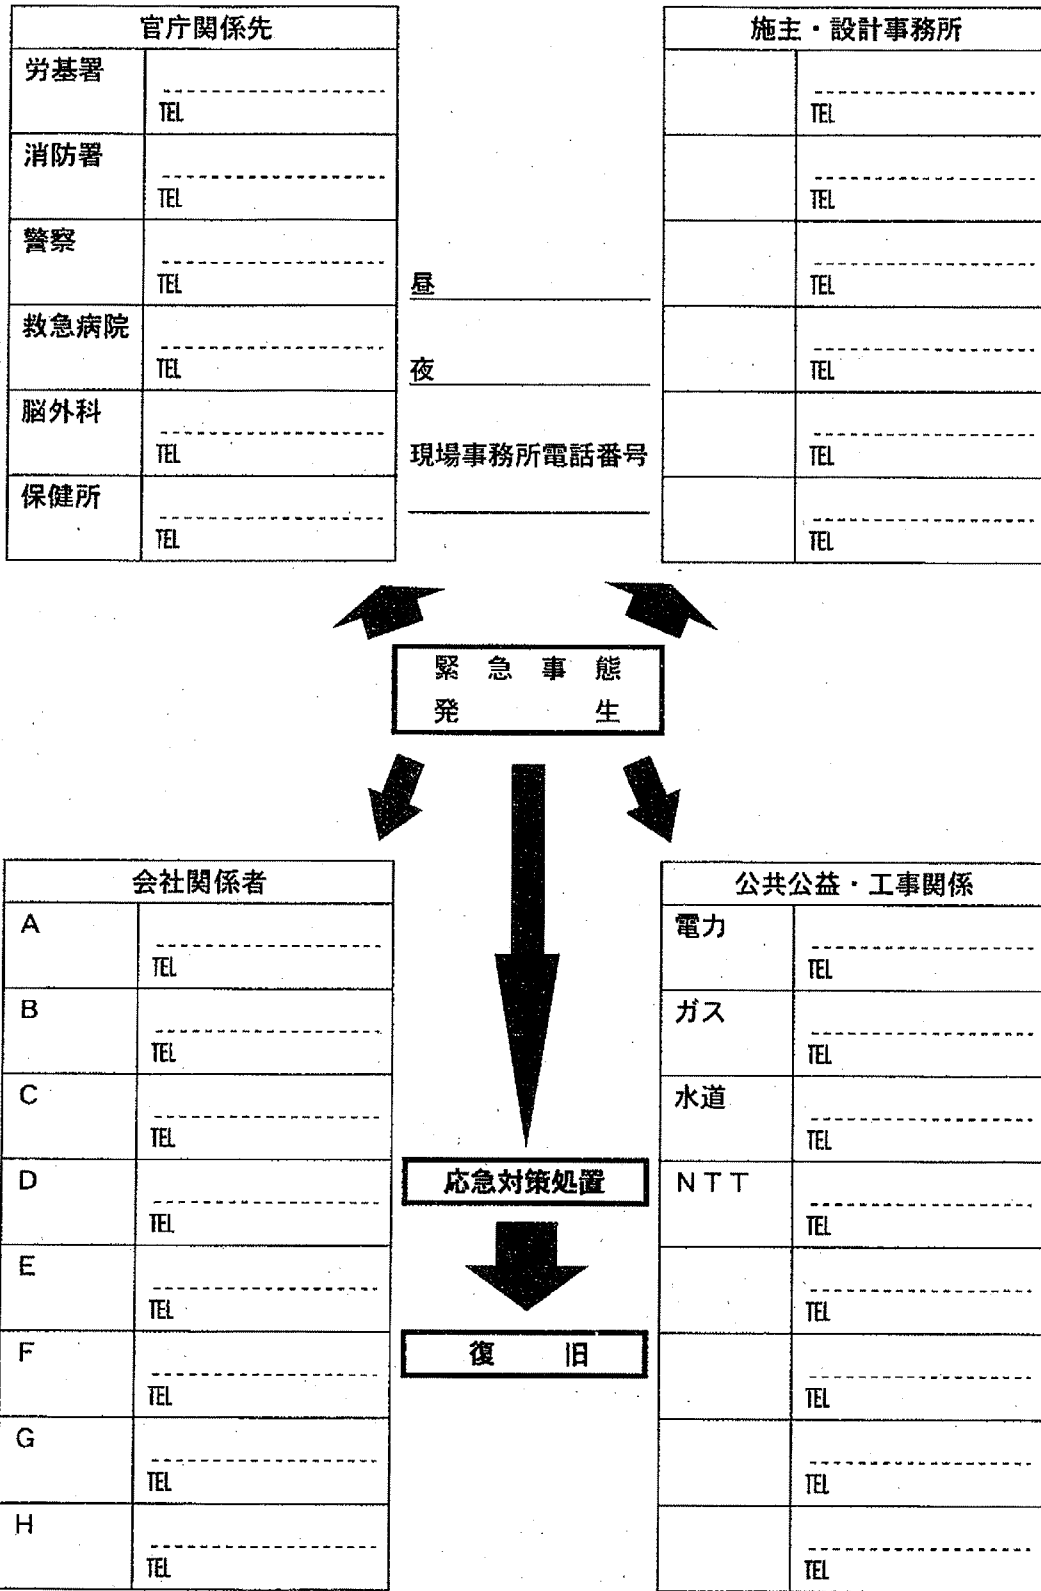 官庁関係先
労基署
TEL
消防署
TEL
警察
TEL
救急病院
TEL
脳外科
TEL
保健所
TEL
昼
夜
現場事務所電話番号
施主・設計事務所
TEL
TEL
TEL
TEL
TEL
TEL
緊急事態
発生
会社関係者
A
TEL
B
TEL
C
TEL
D
TEL
E
TEL
F
TEL
G
TEL
H
TEL
応急対策処置
復旧
公共公益・工事関係
電力
TEL
ガス
TEL
水道
TEL
NTT
TEL
TEL
TEL
TEL
TEL